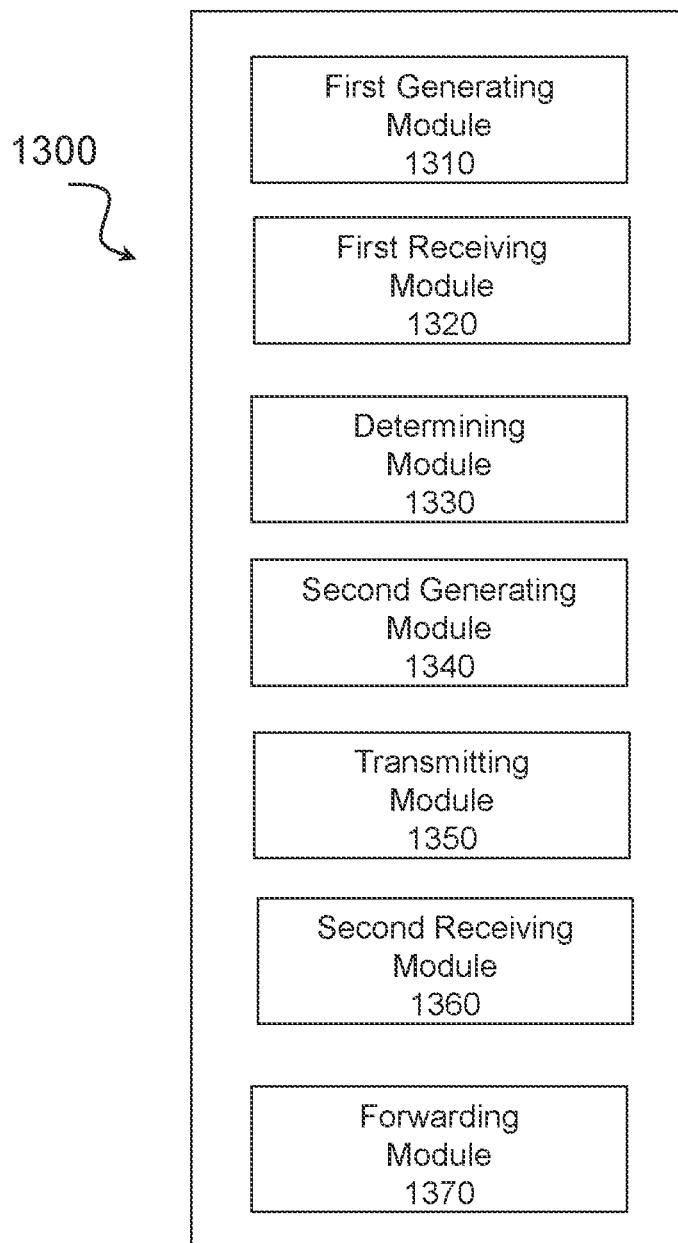 1300
First Generating
Module
1310
First Receiving
Module
1320
Determining
Module
1330
Second Generating
Module
1340
Transmitting
Module
1350
Second Receiving
Module
1360
Forwarding
Module
1370